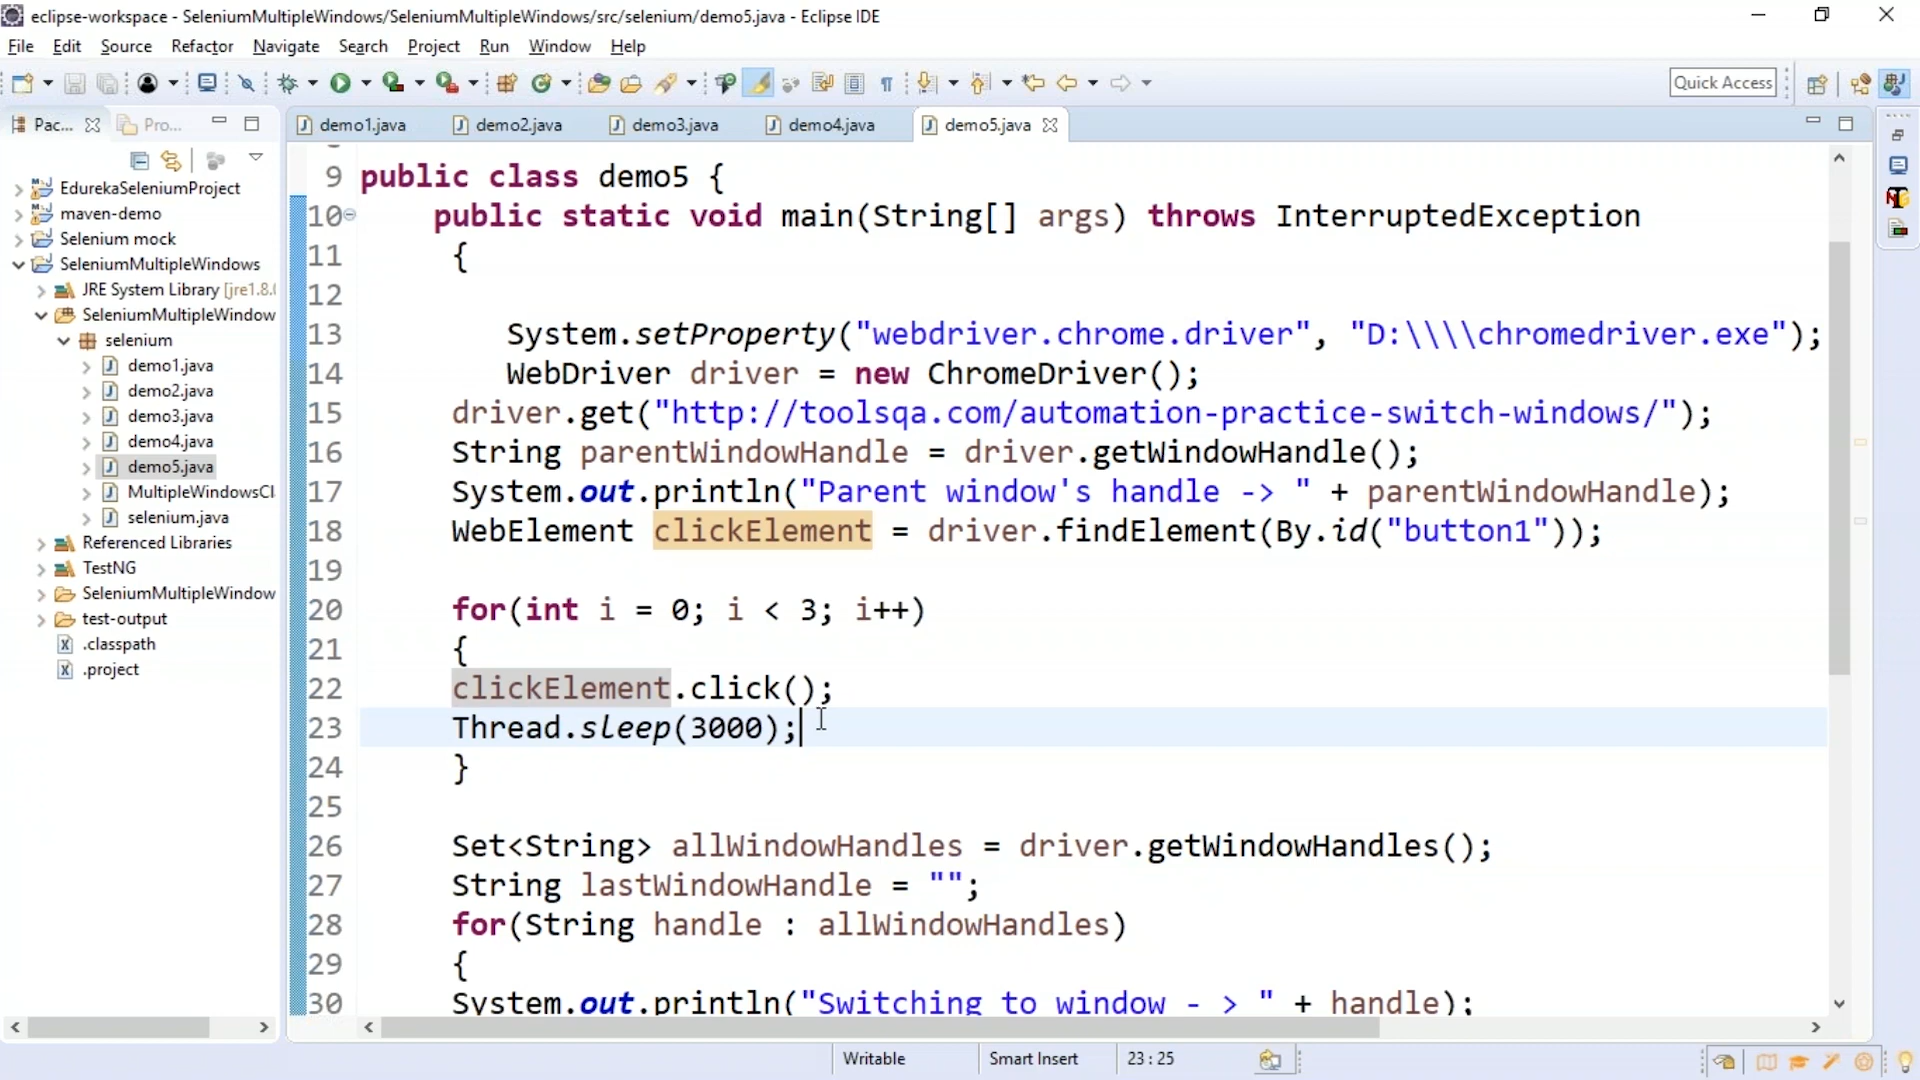 eclipse-workspace - SeleniumMultipleWindows/SeleniumMultipleWindows/src/selenium/demo5.java - Eclipse IDE
File Edit Source Refactor Navigate Search Project Run Window Help
Quick Access
Pac... Pro...
demo1.java demo2.java demo3.java demo4.java demo5.java
EdurekaSeleniumProject
maven-demo
Selenium mock
SeleniumMultipleWindows
JRE System Library [jre1.8.
SeleniumMultipleWindow
selenium
demo1.java
demo2.java
demo3.java
demo4.java
demo5.java
MultipleWindowsCl
selenium.java
Referenced Libraries
TestNG
SeleniumMultipleWindow
test-output
.classpath
.project
9 public class demo5 {
10 public static void main(String[] args) throws InterruptedException
11 {
12
13 System.setProperty("webdriver.chrome.driver", "D:\\\\chromedriver.exe");
14 WebDriver driver = new ChromeDriver();
15 driver.get("http://toolsqa.com/automation-practice-switch-windows/");
16 String parentWindowHandle = driver.getWindowHandle();
17 System.out.println("Parent window's handle -> " + parentWindowHandle);
18 WebElement clickElement = driver.findElement(By.id("button1"));
19
20 for(int i = 0; i < 3; i++)
21 {
22 clickElement.click();
23 Thread.sleep(3000);
24 }
25
26 Set<String> allWindowHandles = driver.getWindowHandles();
27 String lastWindowHandle = "";
28 for(String handle : allWindowHandles)
29 {
30 System.out.println("Switching to window - > " + handle);
Writable Smart Insert 23 : 25